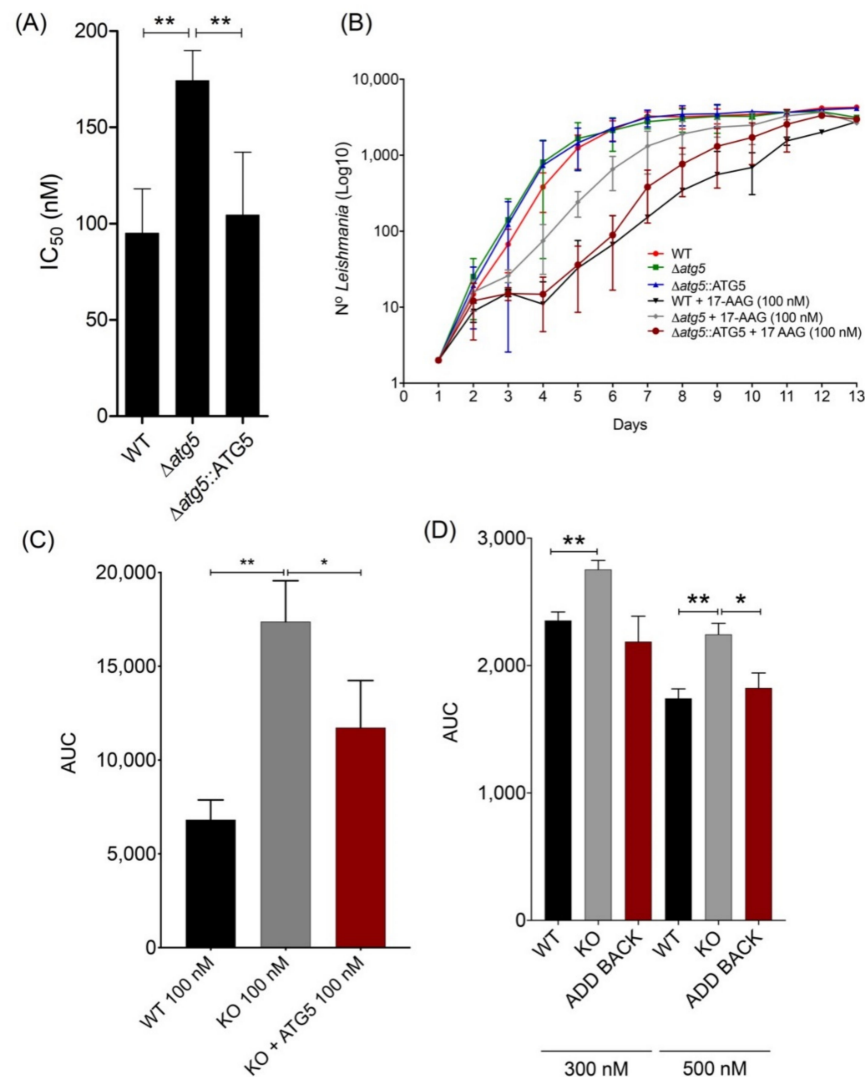 (A)
** **
200
150
100
50
0
IC50 (nM)
WT
Δatg5
Δatg5::ATG5
(B)
10,000
1,000
100
10
1
Nº Leishmania (Log10)
0 1 2 3 4 5 6 7 8 9 10 11 12 13
Days
WT
Δatg5
Δatg5::ATG5
WT + 17-AAG (100 nM)
Δatg5 + 17-AAG (100 nM)
Δatg5::ATG5 + 17 AAG (100 nM)
(C)
** *
20,000
15,000
10,000
5,000
0
AUC
WT 100 nM
KO 100 nM
KO + ATG5 100 nM
(D)
**
** *
3,000
2,000
1,000
0
AUC
WT
KO
ADD BACK
WT
KO
ADD BACK
300 nM 500 nM